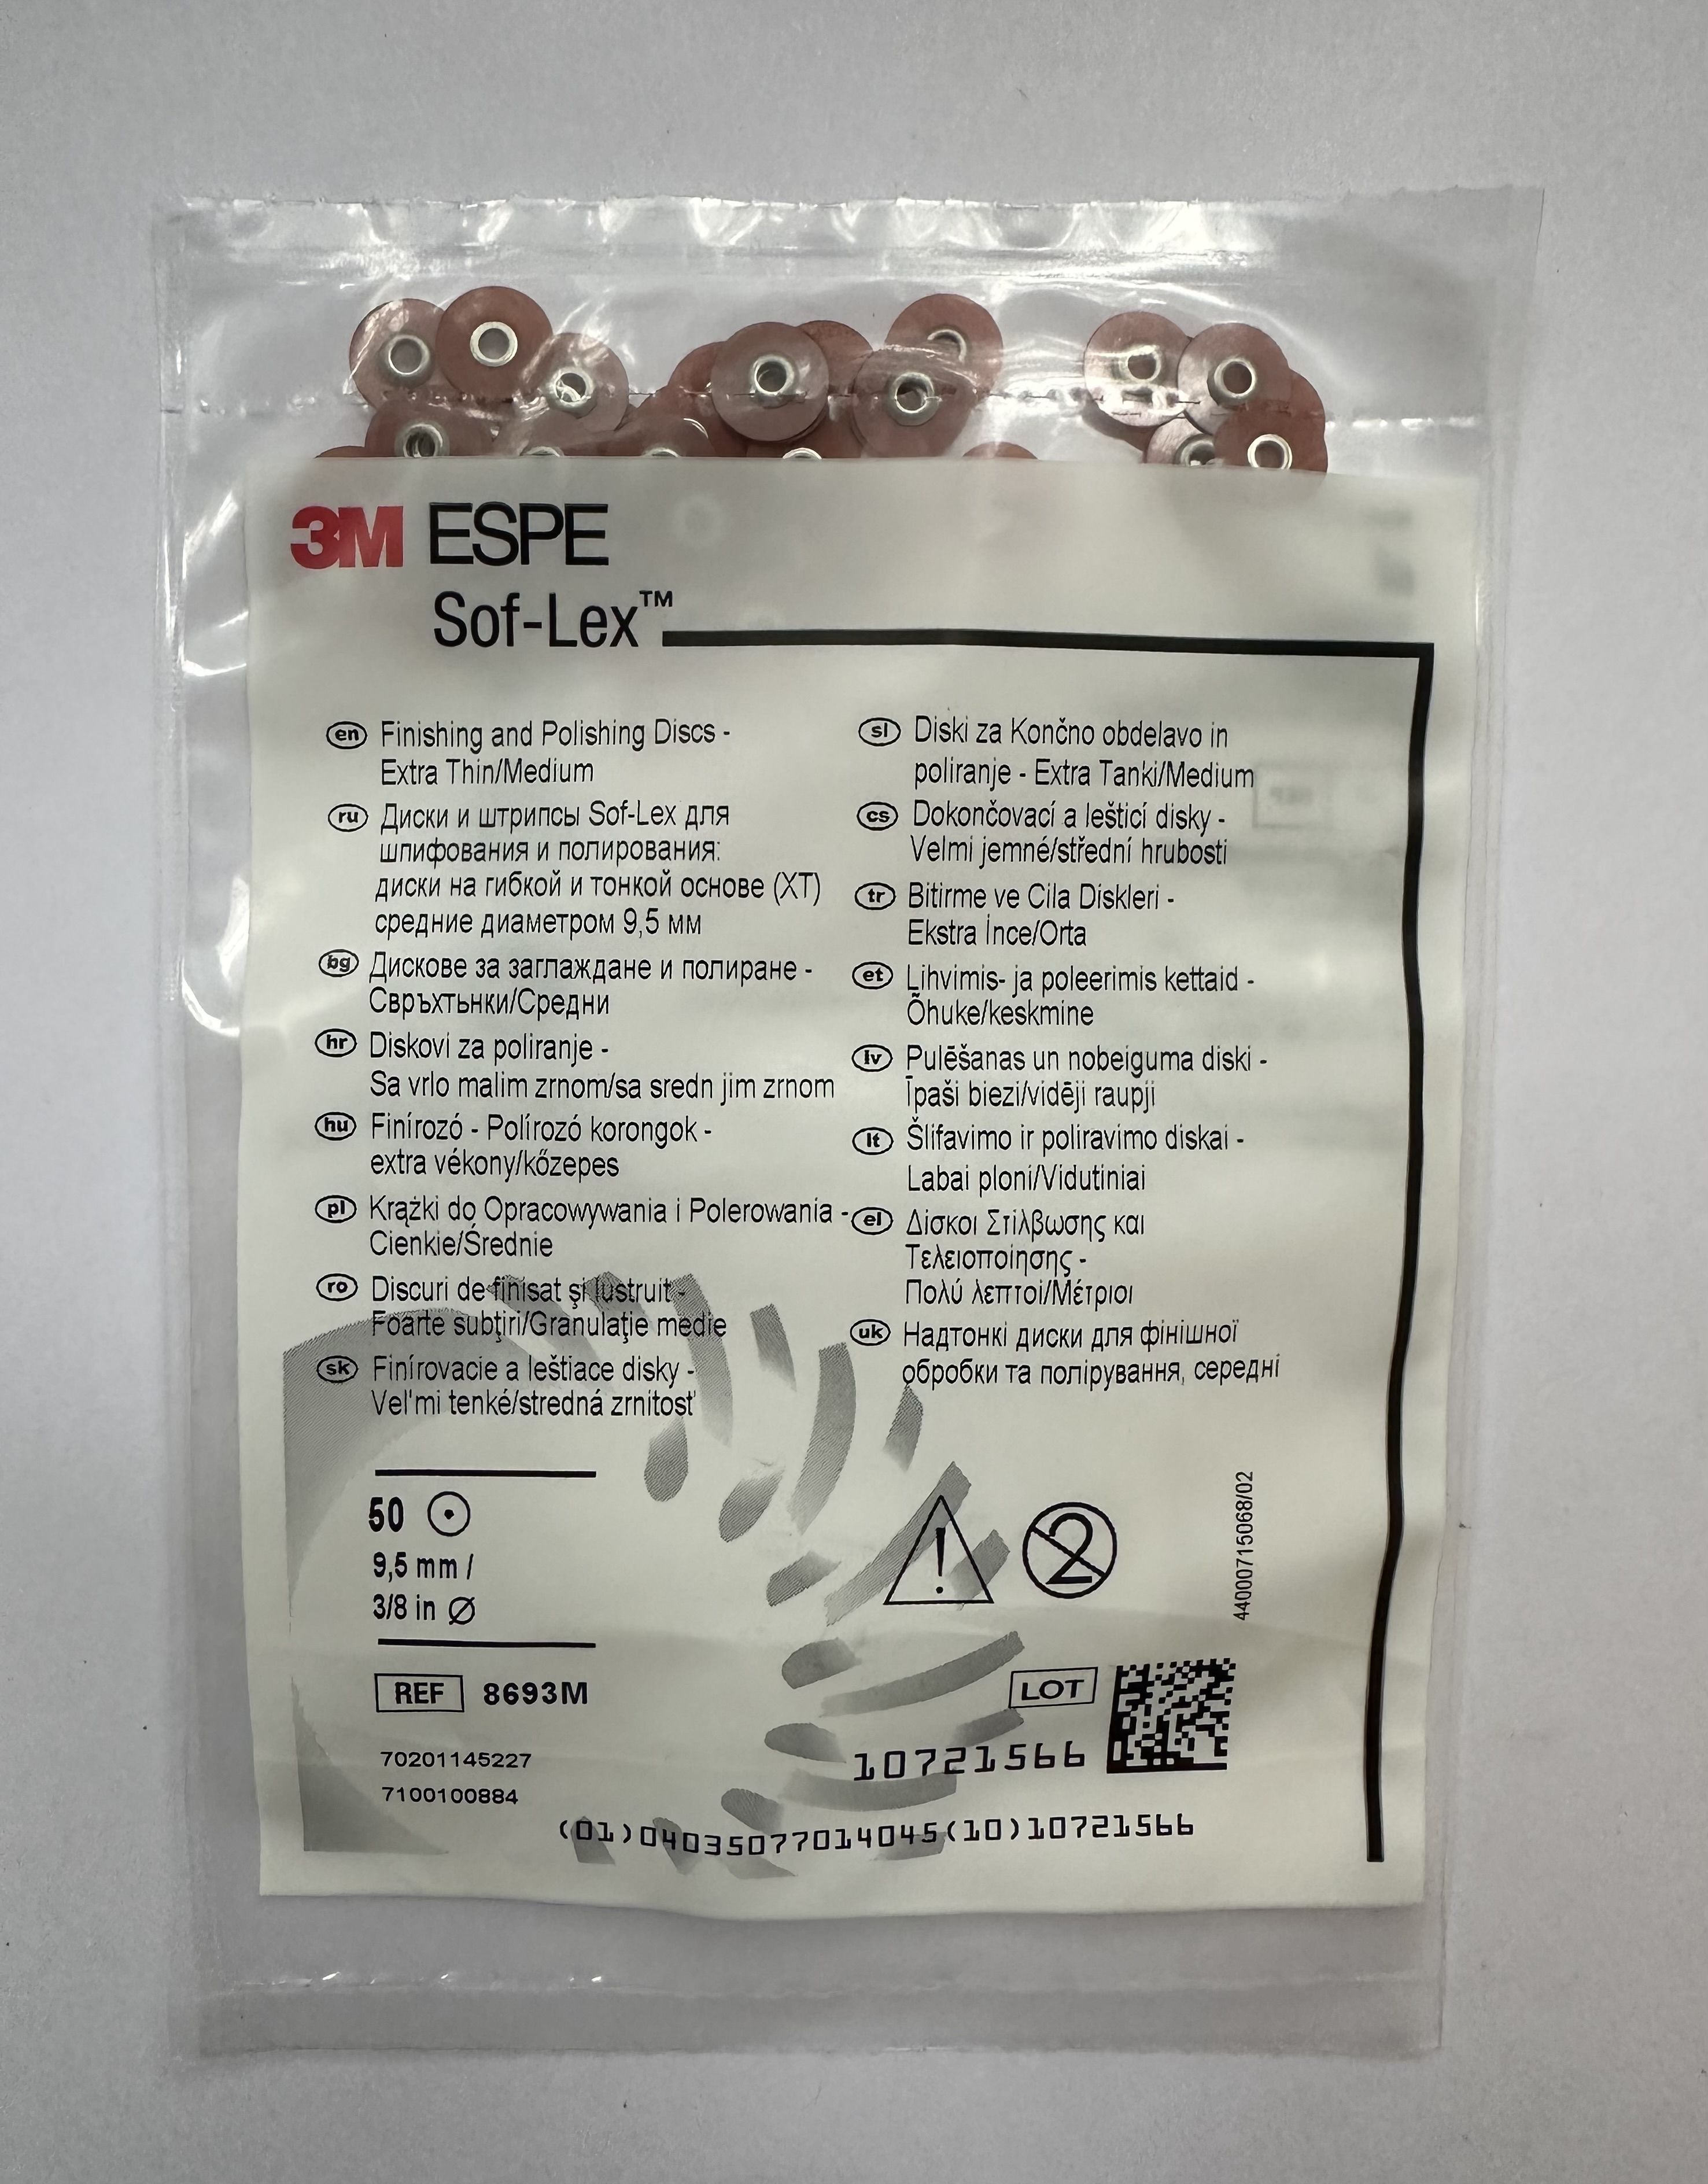 3M ESPE
Sof-Lex™
en Finishing and Polishing Discs -
Extra Thin/Medium
ru Диски и штрипсы Sof-Lex для
шлифования и полирования:
диски на гибкой и тонкой основе (XT)
средние диаметром 9,5 мм
bg Дискове за заглаждане и полиране -
Свръхтънки/Средни
hr Diskovi za poliranje -
Sa vrlo malim zrnom/sa sredn jim zrnom
hu Finírozó - Polírozó korongok -
extra vékony/kőzepes
pl Krążki do Opracowywania i Polerowania -
Cienkie/Średnie
ro Discuri de finisat şi lustruit -
Foarte subţiri/Granulaţie medie
sk Finírovacie a leštiace disky -
Vel'mi tenké/stredná zrnitosť
sl Diski za Končno obdelavo in
poliranje - Extra Tanki/Medium
cs Dokončovací a leštící disky -
Velmi jemné/střední hrubosti
tr Bitirme ve Cila Diskleri -
Ekstra İnce/Orta
et Lihvimis- ja poleerimis kettaid -
Õhuke/keskmine
lv Pulēšanas un nobeiguma diski -
Īpaši biezi/vidēji raupji
lt Šlifavimo ir poliravimo diskai -
Labai ploni/Vidutiniai
el Δίσκοι Στίλβωσης και
Τελειοποίησης -
Πολύ λεπτοί/Μέτριοι
uk Надтонкі диски для фінішної
обробки та полірування, середні
50
9,5 mm /
3/8 in Ø
REF 8693M
70201145227
7100100884
2
44000715068/02
LOT
10721566
(01)04035077014045(10)10721566